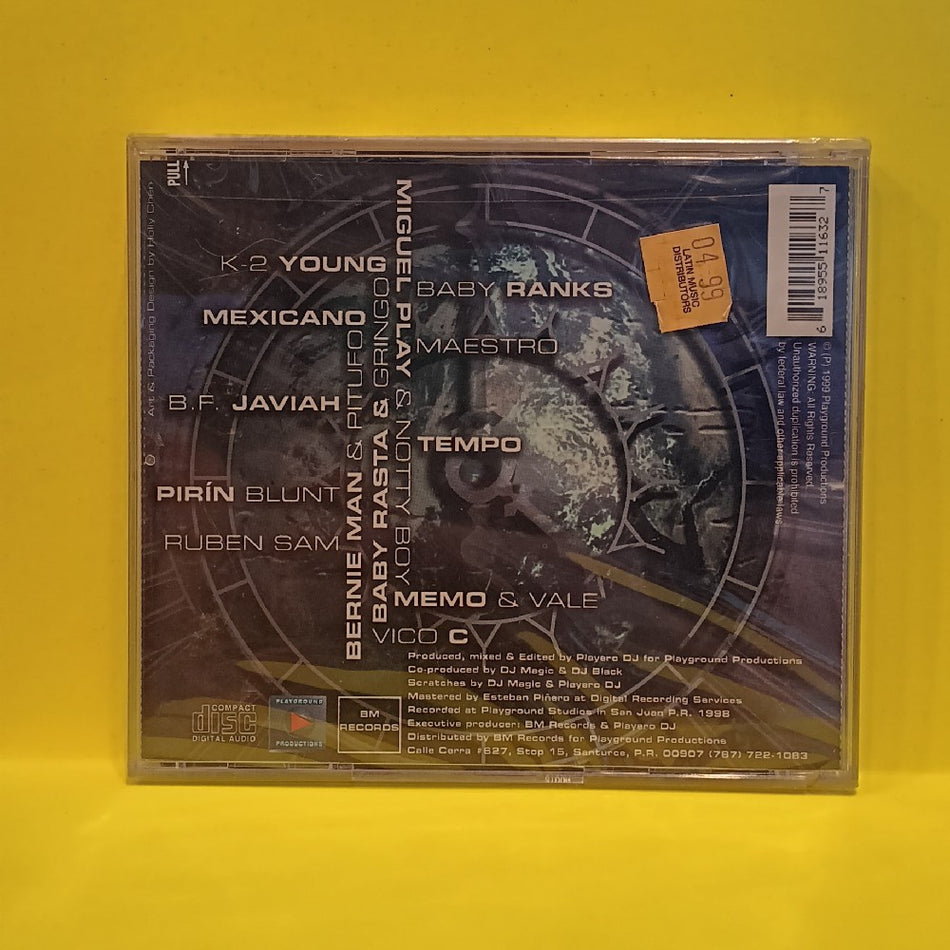 PULL
Art & Packaging Design by Holly Chen
K-2 YOUNG
MEXICANO
B.F. JAVIAH
PIRÍN BLUNT
RUBEN SAM
BERNIE MAN & PITUFO
BABY RASTA & GRINGO
MIGUEL PLAY & NOTTY BOY
BABY RANKS
MAESTRO
TEMPO
MEMO & VALE
VICO C
04.99
LATIN MUSIC
DISTRIBUTORS
6 18955 11632 7
© (P) 1999 Playground Productions
WARNING: All Rights Reserved.
Unauthorized duplication is prohibited
by federal law and other applicable laws.
Produced, mixed & Edited by Playero DJ for Playground Productions
Co-produced by DJ Magic & DJ Black
Scratches by DJ Magic & Playero DJ
Mastered by Esteban Piñero at Digital Recording Services
Recorded at Playground Studios in San Juan P.R. 1998
Executive producer: BM Records & Playero DJ
Distributed by BM Records for Playground Productions
Calle Cerra #627, Stop 15, Santurce, P.R. 00907 (787) 722-1063
COMPACT
disc
DIGITAL AUDIO
PLAYGROUND
PRODUCTIONS
BM
RECORDS